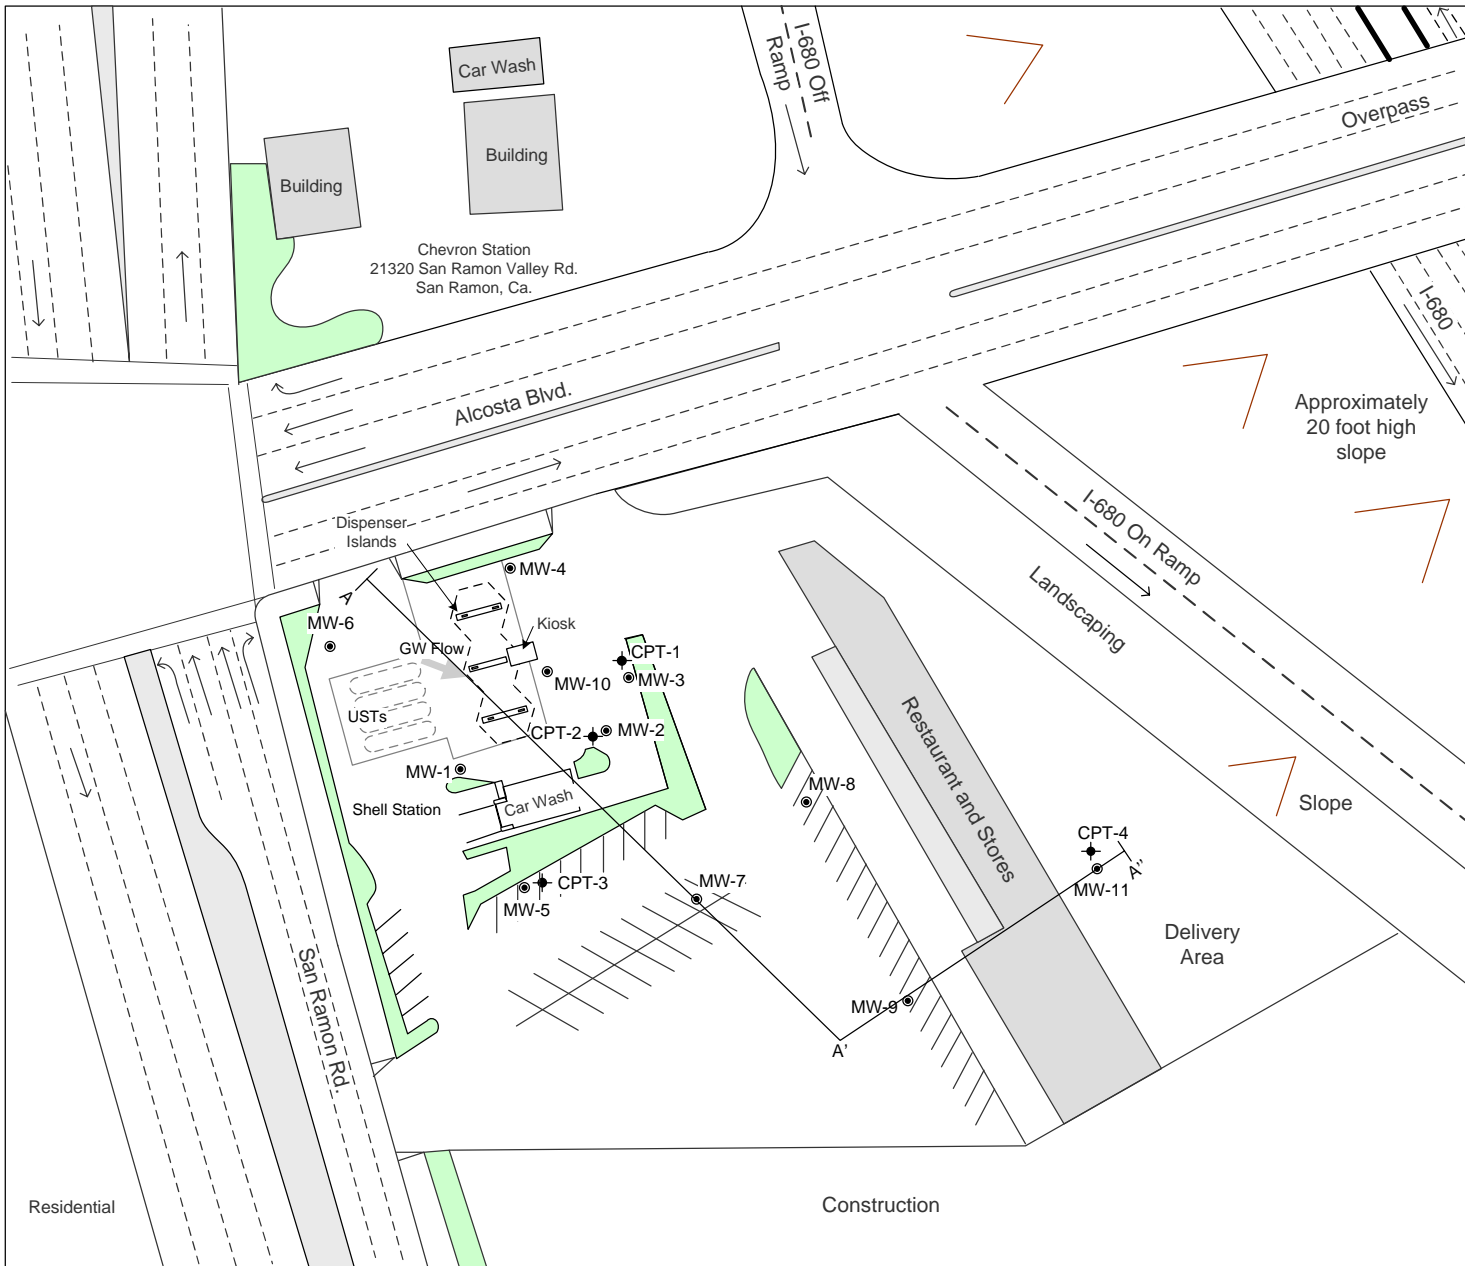 I-680 Off
Ramp
Car Wash
Overpass
Building
Building
Chevron Station
21320 San Ramon Valley Rd.
San Ramon, Ca.
I-680
Alcosta Blvd.
Approximately
20 foot high
slope
I-680 On Ramp
Dispenser
Islands
MW-4
Landscaping
A
MW-6
Kiosk
GW Flow
CPT-1
MW-3
MW-10
USTs
CPT-2
MW-2
MW-1
Restaurant and Stores
MW-8
Shell Station
Car Wash
Slope
CPT-4
A''
MW-11
CPT-3
MW-7
MW-5
Delivery
Area
San Ramon Rd.
MW-9
A'
Residential
Construction